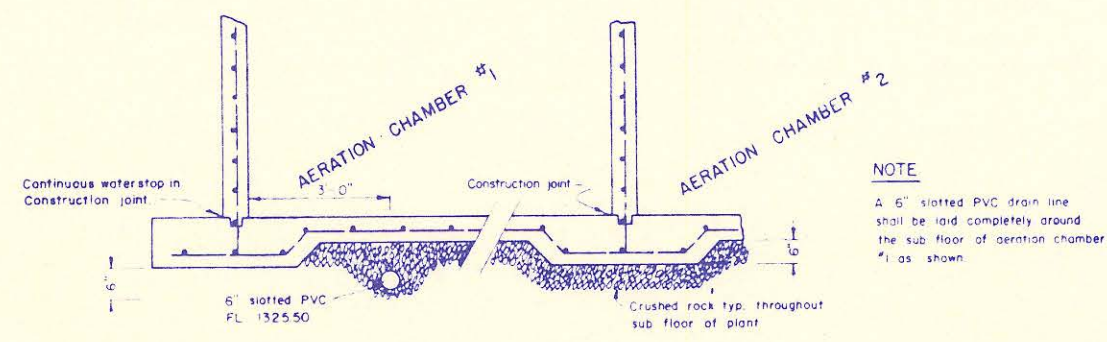 AERATION CHAMBER #1
AERATION CHAMBER #2
Continuous waterstop in
Construction joint.
3'-0"
Construction joint
NOTE
A 6" slotted PVC drain line
shall be laid completely around
the sub floor of aeration chamber
#1 as shown.
6"
6"
6" slotted PVC
FL 1325.50
Crushed rock typ. throughout
sub floor of plant